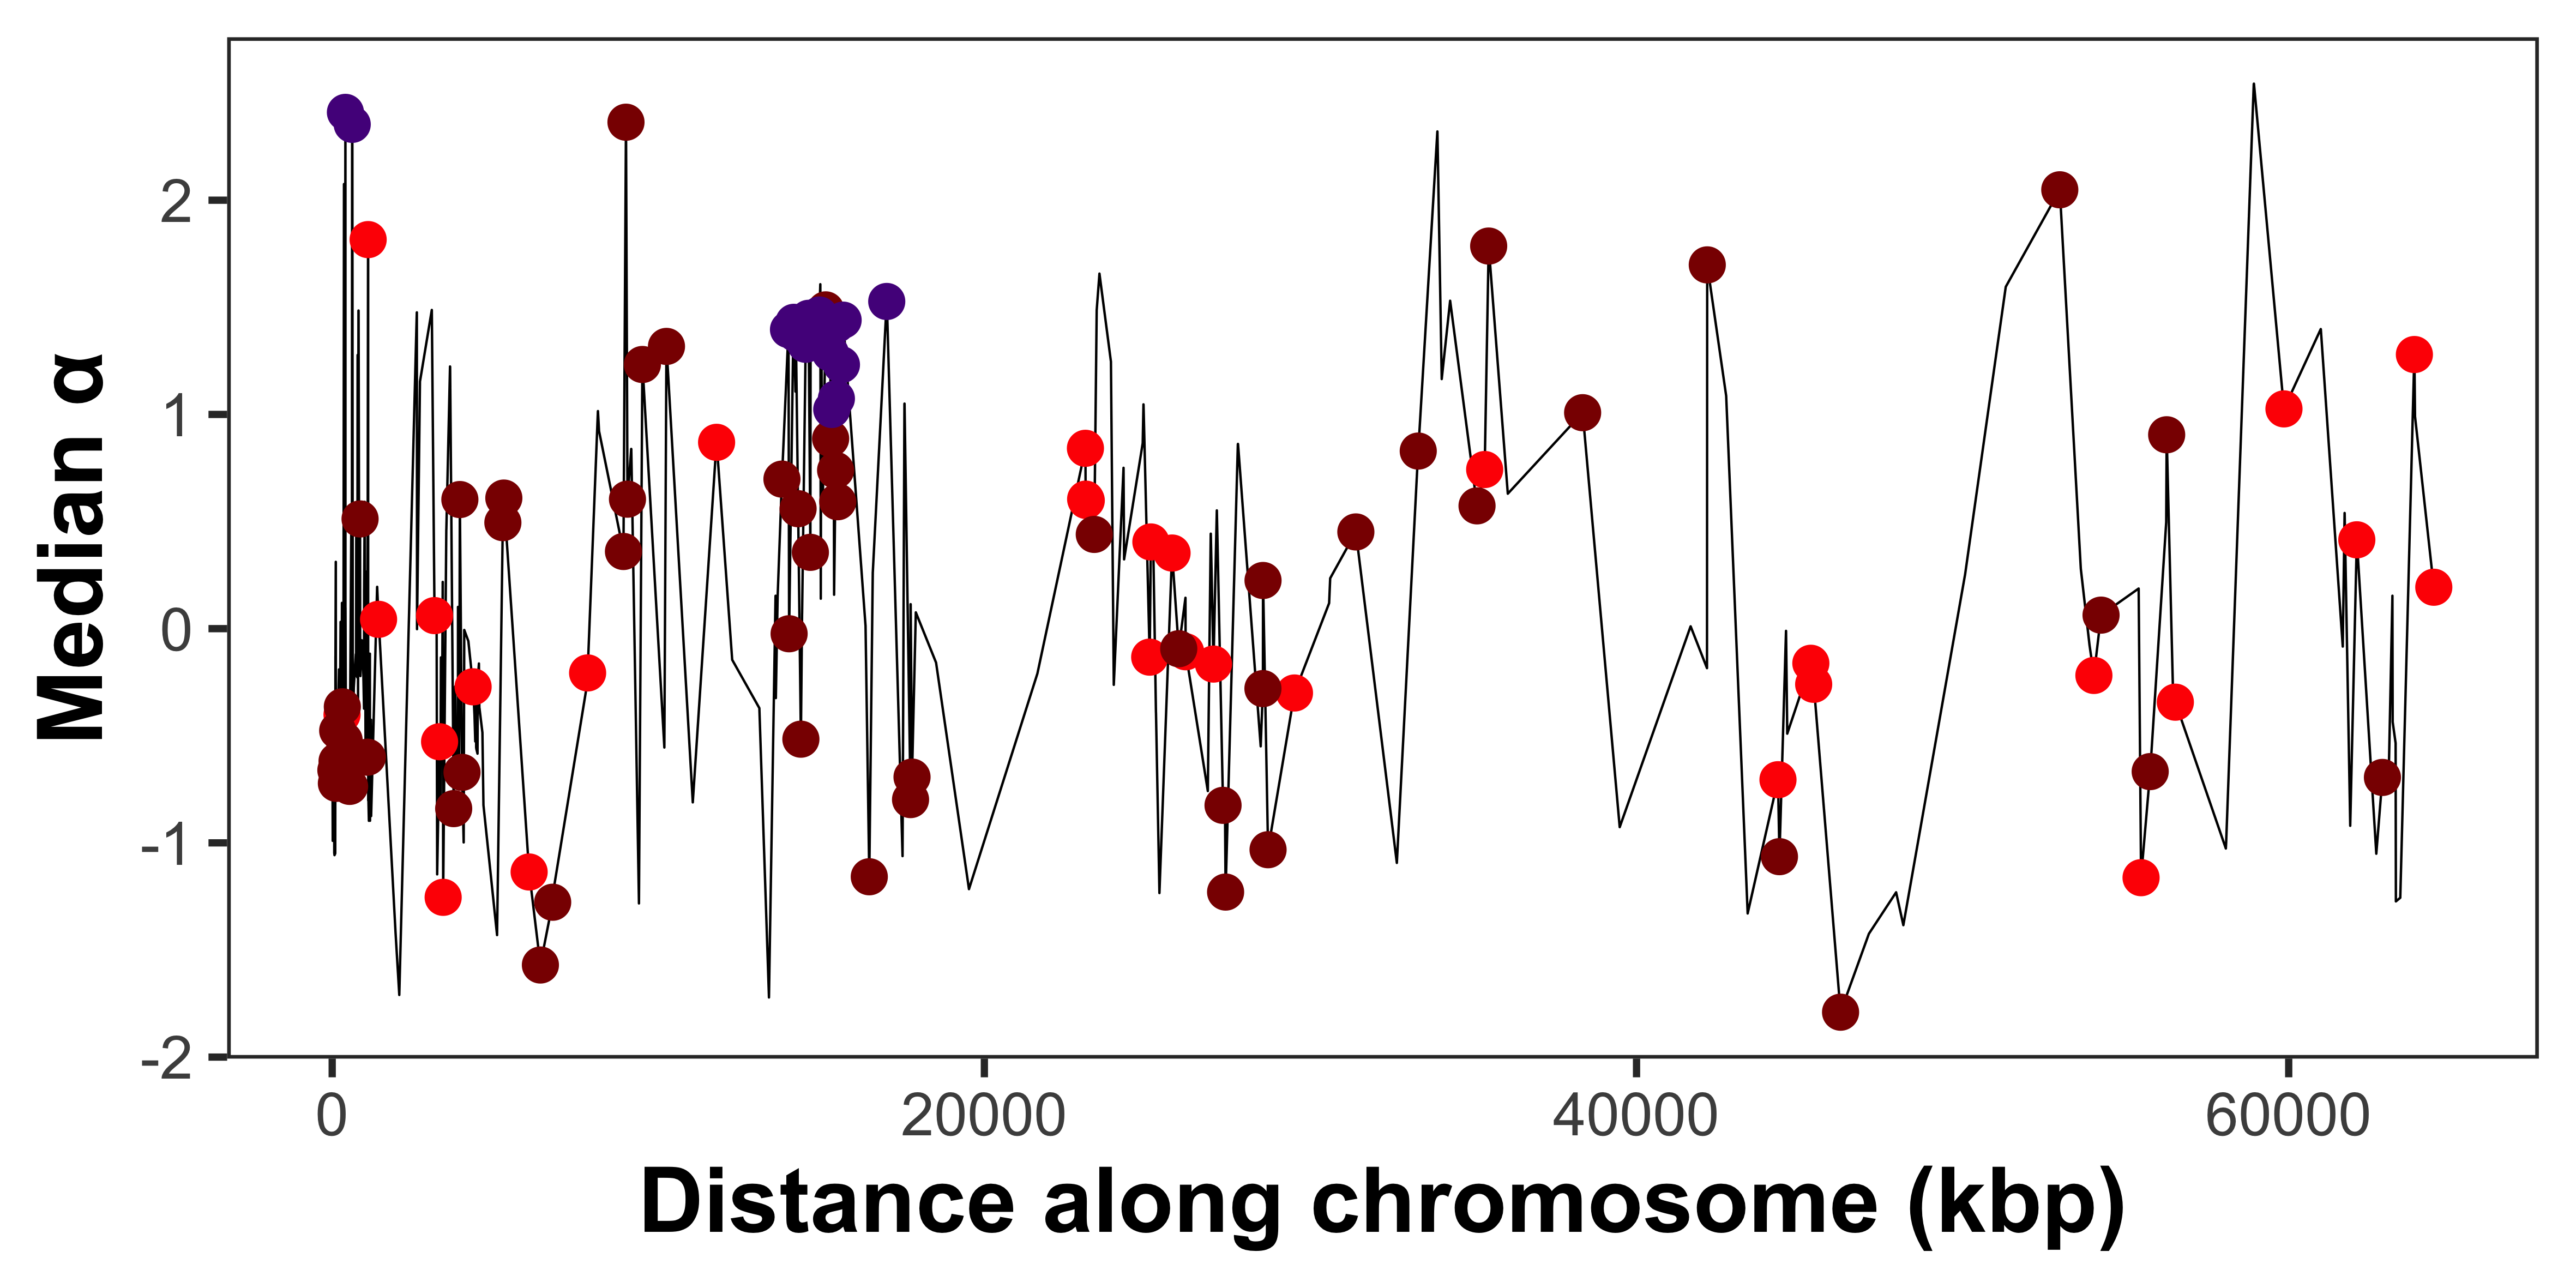 Median α
2
1
0
-1
-2
0 20000 40000 60000
Distance along chromosome (kbp)